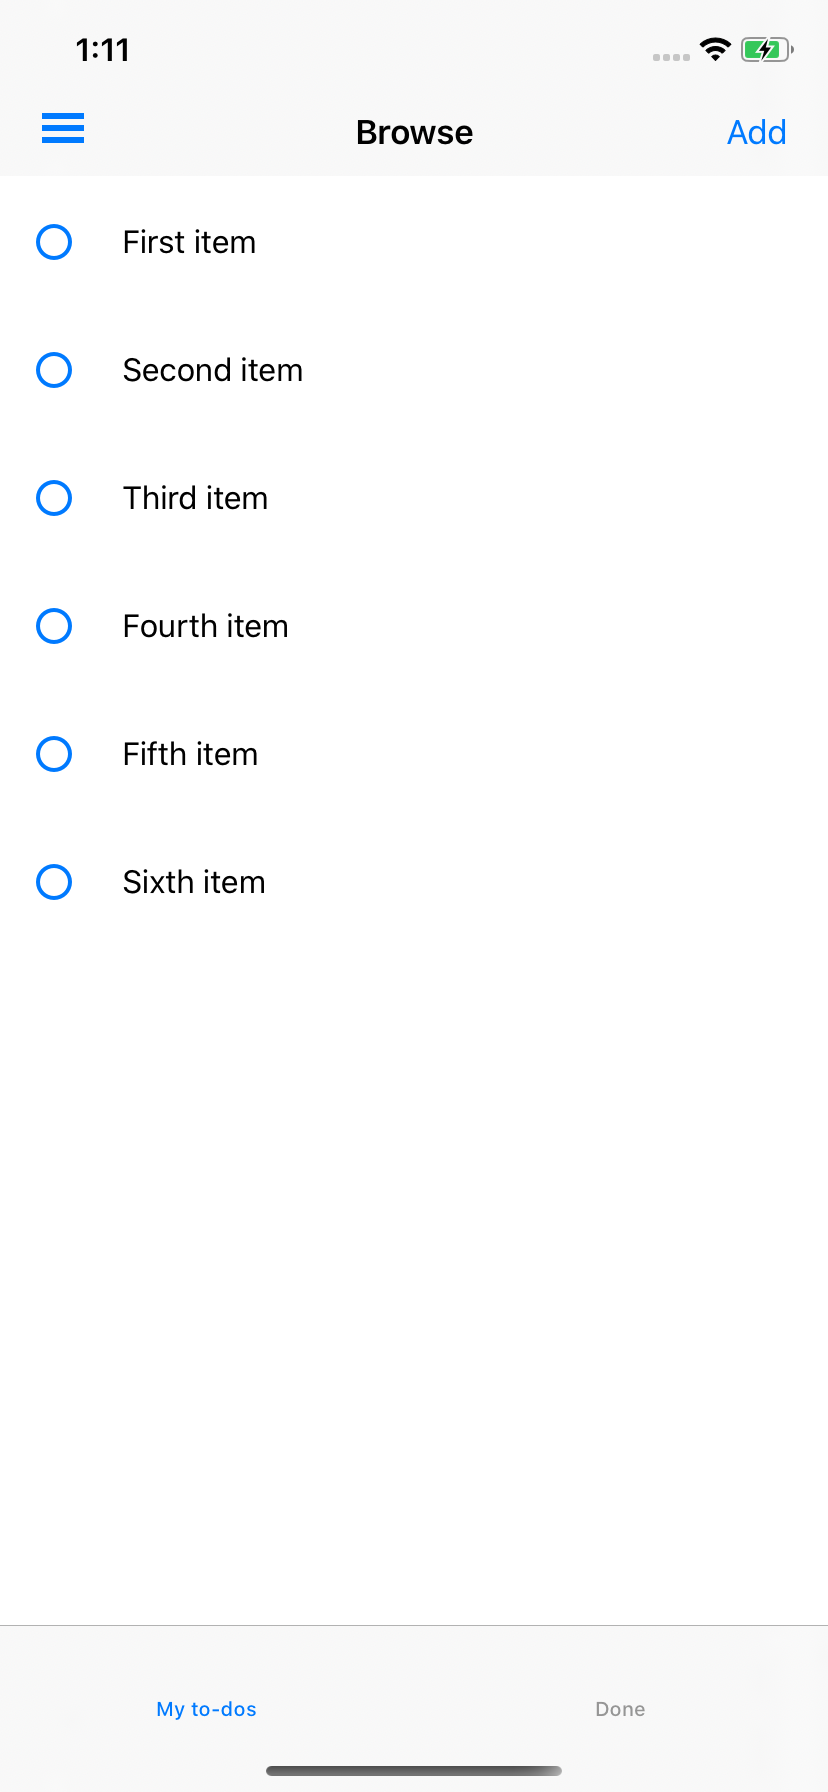 1:11
Browse
Add
First item
Second item
Third item
Fourth item
Fifth item
Sixth item
My to-dos
Done